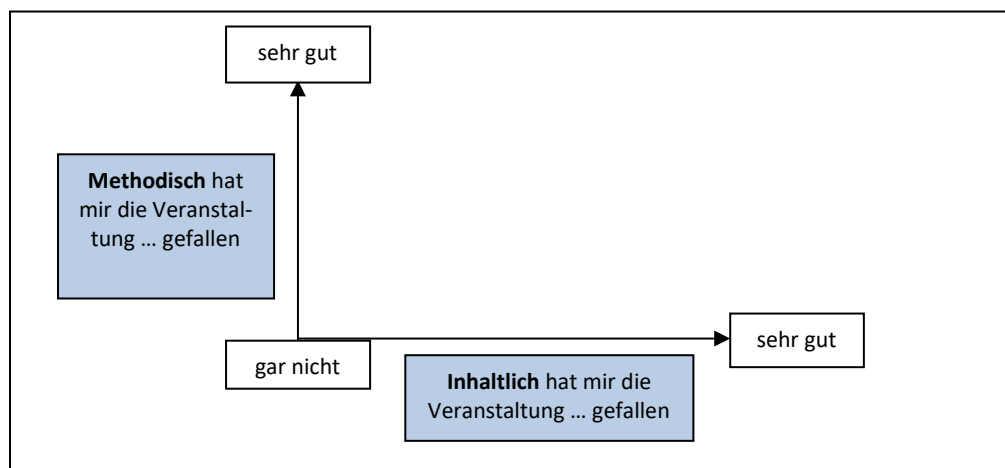 sehr gut
Methodisch hat
mir die Veranstal-
tung ... gefallen
sehr gut
gar nicht
Inhaltlich hat mir die
Veranstaltung ... gefallen